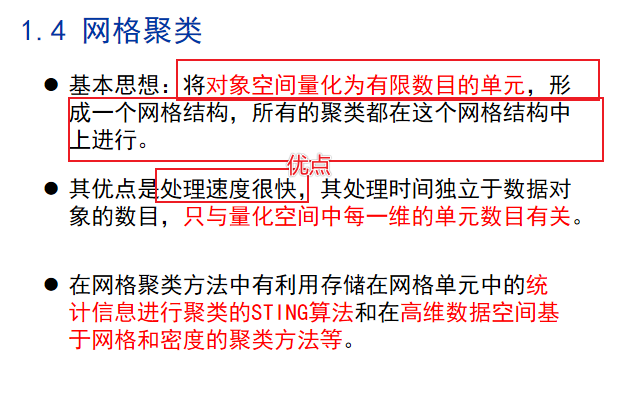 1.4 网格聚类
● 基本思想：将对象空间量化为有限数目的单元，形
成一个网格结构，所有的聚类都在这个网格结构中
上进行。
优点
● 其优点是处理速度很快，其处理时间独立于数据对
象的数目，只与量化空间中每一维的单元数目有关。
● 在网格聚类方法中有利用存储在网格单元中的统
计信息进行聚类的STING算法和在高维数据空间基
于网格和密度的聚类方法等。